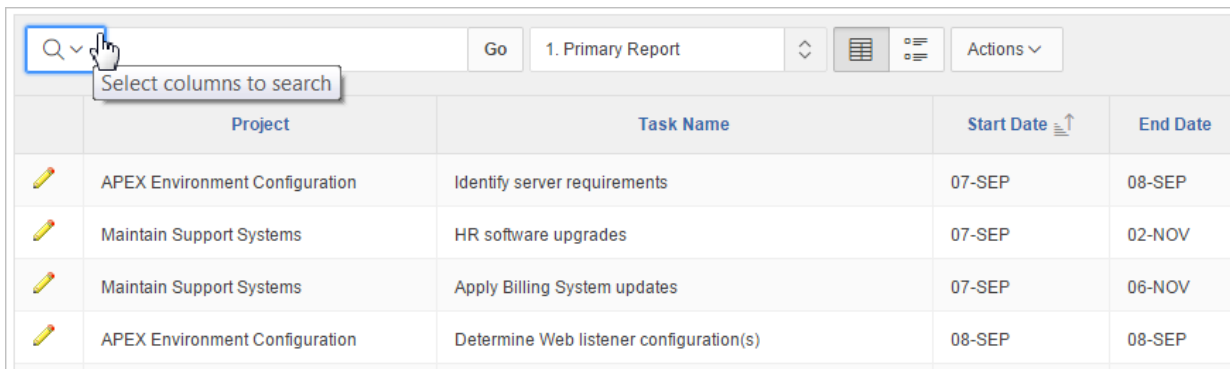 Go 1. Primary Report Actions
Select columns to search
Project Task Name Start Date End Date
APEX Environment Configuration Identify server requirements 07-SEP 08-SEP
Maintain Support Systems HR software upgrades 07-SEP 02-NOV
Maintain Support Systems Apply Billing System updates 07-SEP 06-NOV
APEX Environment Configuration Determine Web listener configuration(s) 08-SEP 08-SEP